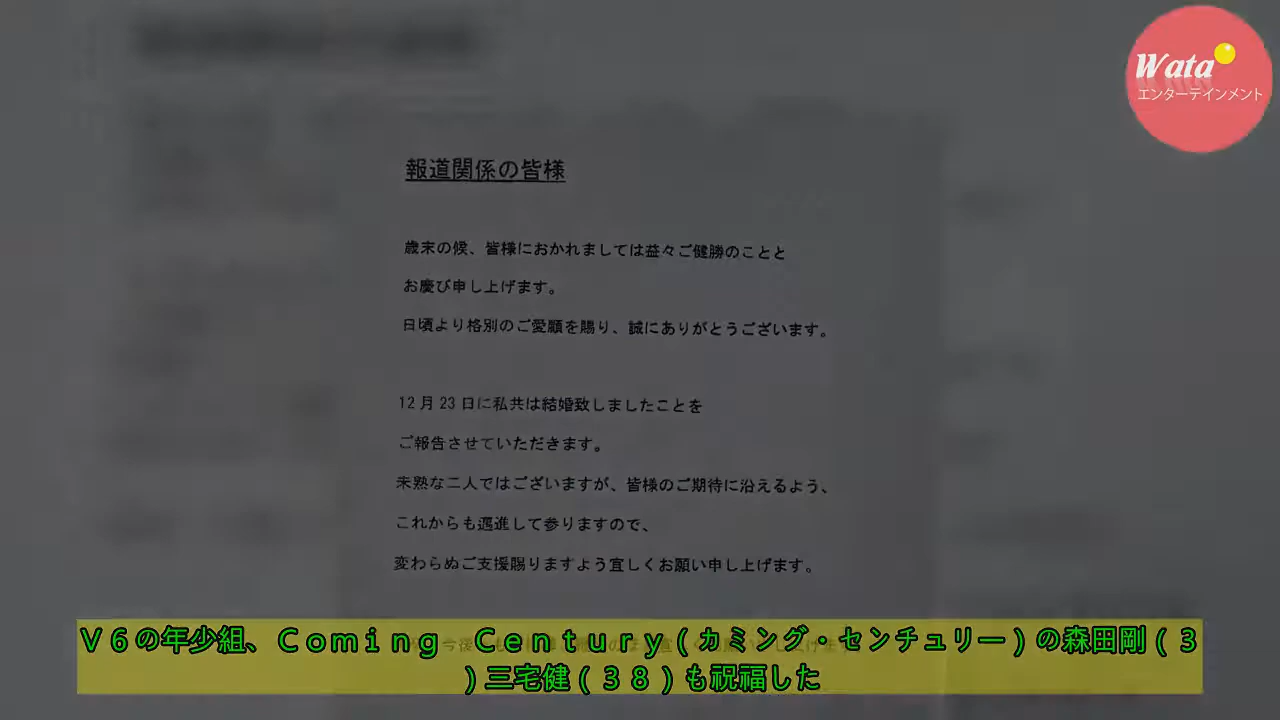 Wata
エンターテインメント
報道関係の皆様
歳末の候、皆様におかれましては益々ご健勝のことと
お慶び申し上げます。
日頃より格別のご愛顧を賜り、誠にありがとうございます。
12月23日に私共は結婚致しましたことを
ご報告させていただきます。
未熟な二人ではございますが、皆様のご期待に沿えるよう、
これからも邁進して参りますので、
変わらぬご支援賜りますよう宜しくお願い申し上げます。
Ｖ６の年少組、Ｃｏｍｉｎｇ　Ｃｅｎｔｕｒｙ(カミング・センチュリー)の森田剛(３
)三宅健(３８)も祝福した